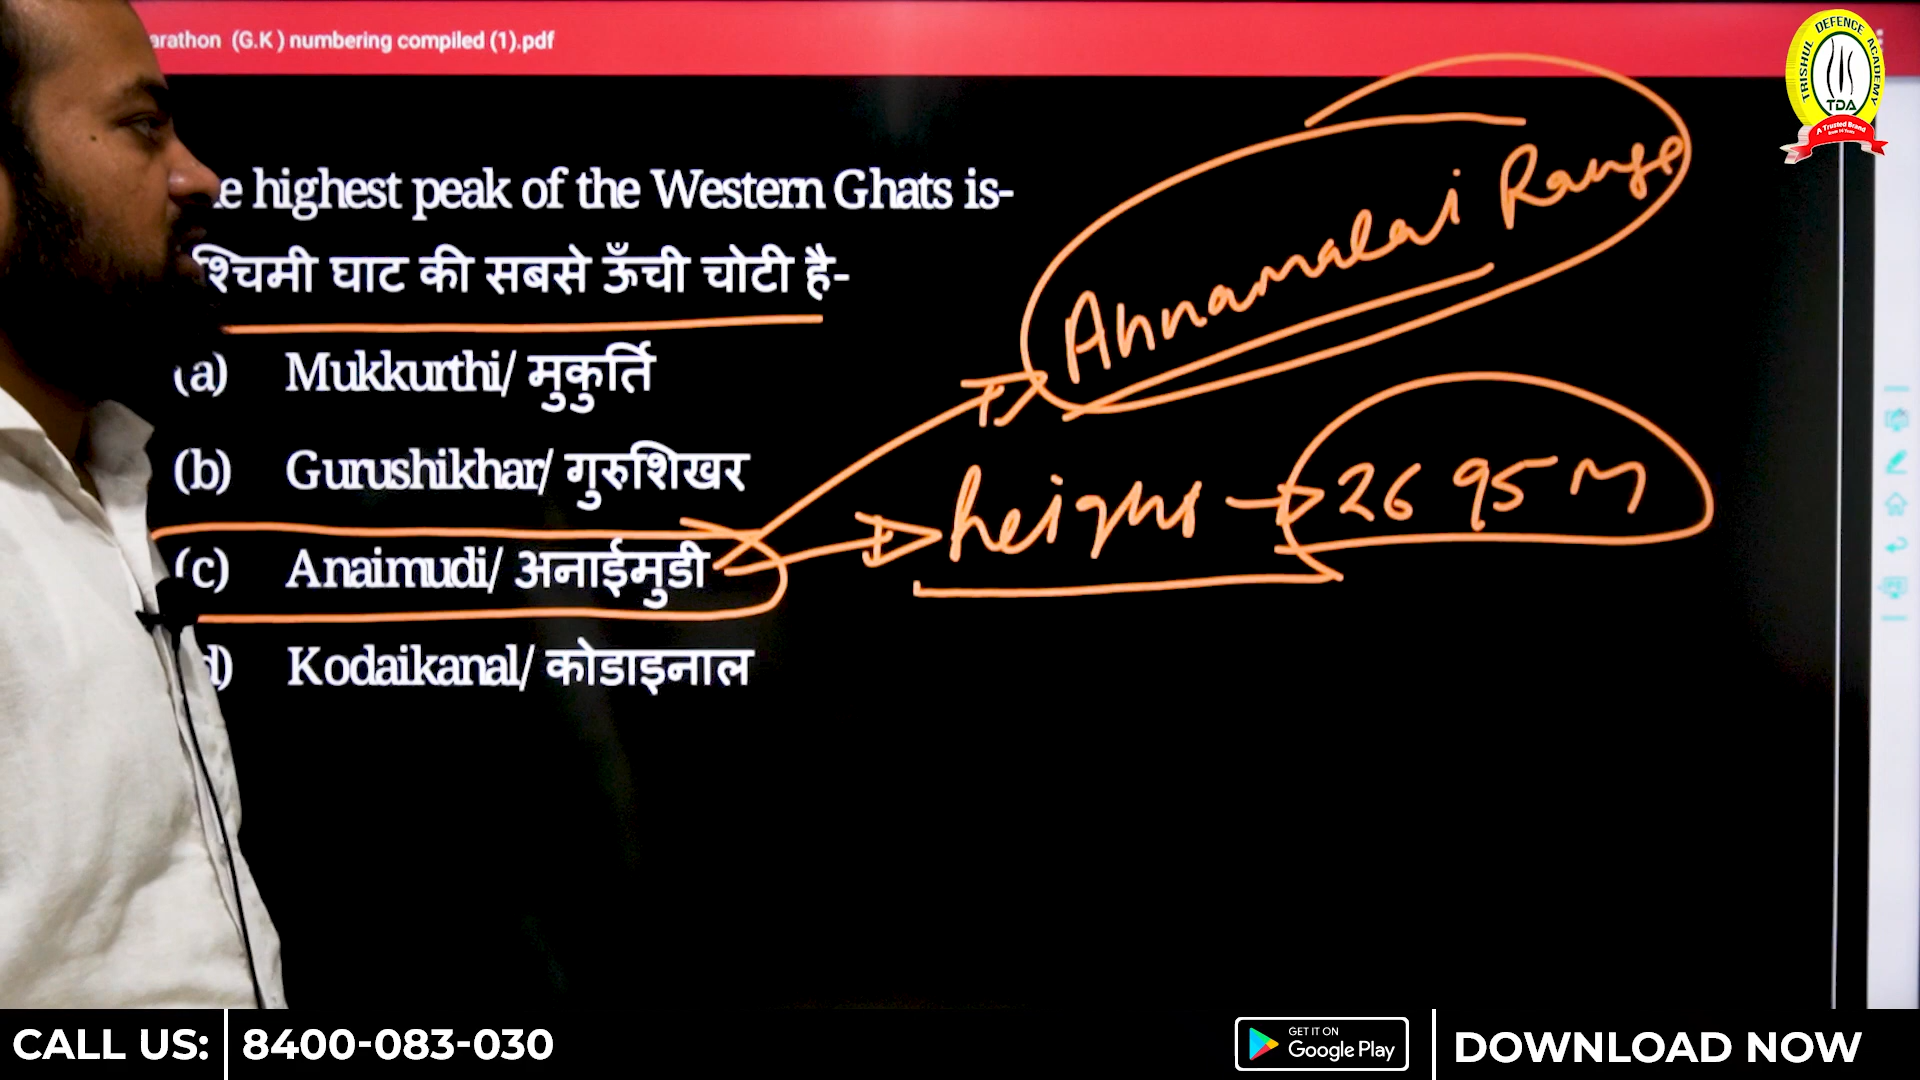 arathon (G.K) numbering compiled (1).pdf
TRISHUL DEFENCE ACADEMY
TDA
A Trusted Brand
highest peak of the Western Ghats is-
श्चिमी घाट की सबसे ऊँची चोटी है-
(a) Mukkurthi/ मुकुर्ति
(b) Gurushikhar/ गुरुशिखर
(c) Anaimudi/ अनाईमुडी
d) Kodaikanal/ कोडाइनाल
Annamalai Range
height → 2695 M
CALL US: 8400-083-030
GET IT ON
Google Play
DOWNLOAD NOW